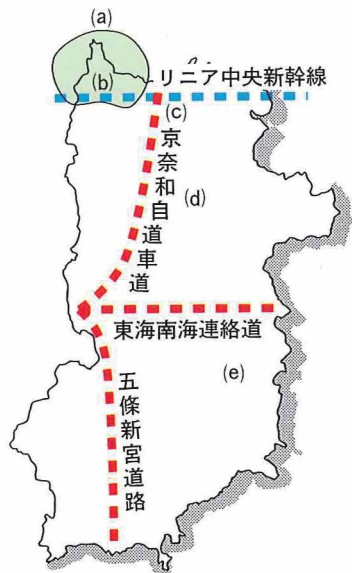 (a)
(b)
リニア中央新幹線
(c)
京奈和自動車道
(d)
東海南海連絡道
(e)
五條新宮道路